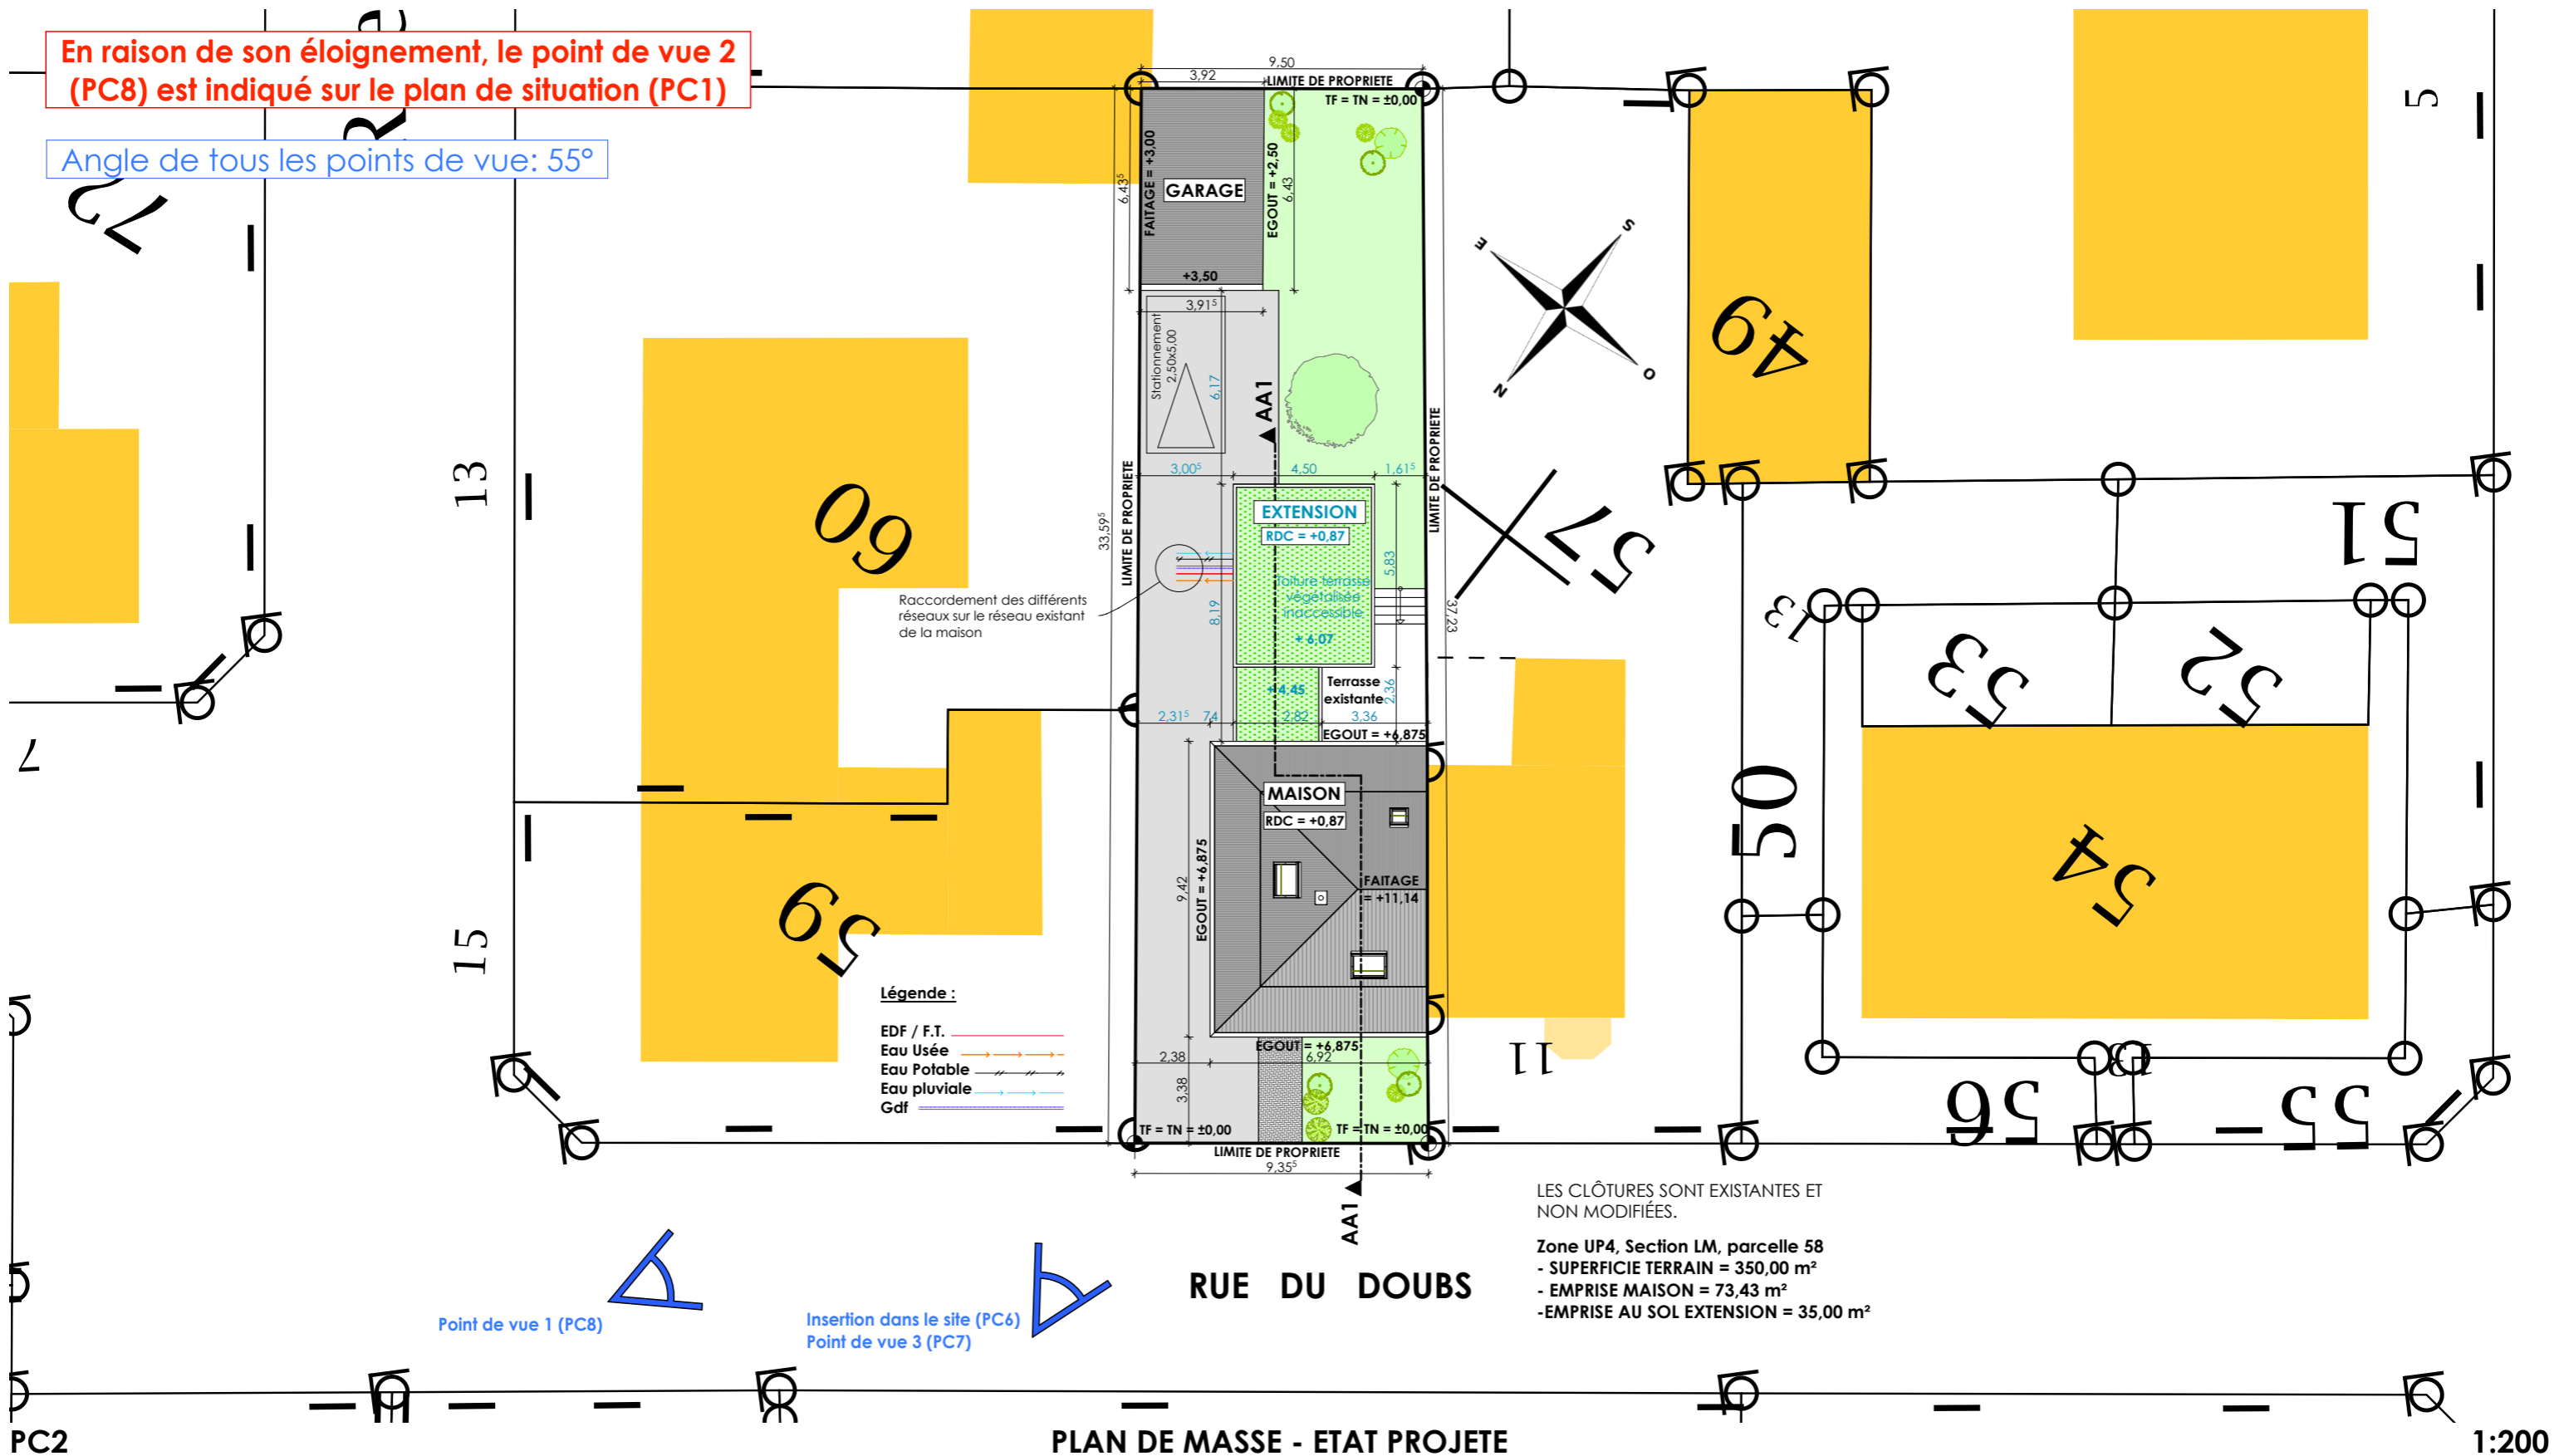 En raison de son éloignement, le point de vue 2
(PC8) est indiqué sur le plan de situation (PC1)
Angle de tous les points de vue: 55°
72
13
15
7
60
59
9,50
3,92
LIMITE DE PROPRIETE
TF = TN = ±0,00
FAITAGE = +3,00
6,43⁵
GARAGE
EGOUT = +2,50
6,43
+3,50
3,91⁵
Stationnement
2,50x5,00
6,17
AA1
S
E
N
O
49
5
3,00⁵
4,50
1,61⁵
LIMITE DE PROPRIETE
LIMITE DE PROPRIETE
33,59⁵
37,23
EXTENSION
RDC = +0,87
Toiture terrasse
végétalisée
inaccessible
+ 6,07
5,83
8,19
Raccordement des différents
réseaux sur le réseau existant
de la maison
57
51
13
53
52
+ 4,45
Terrasse
existante
2,36
2,31⁵
74
2,82
3,36
EGOUT = +6,875
MAISON
RDC = +0,87
EGOUT = +6,875
9,42
FAITAGE
= +11,14
50
54
Légende :
EDF / F.T.
Eau Usée
Eau Potable
Eau pluviale
Gdf
EGOUT = +6,875
2,38
6,92
3,38
TF = TN = ±0,00
TF = TN = ±0,00
LIMITE DE PROPRIETE
9,35⁵
AA1
11
13
56
55
LES CLÔTURES SONT EXISTANTES ET
NON MODIFIÉES.
Zone UP4, Section LM, parcelle 58
- SUPERFICIE TERRAIN = 350,00 m²
- EMPRISE MAISON = 73,43 m²
-EMPRISE AU SOL EXTENSION = 35,00 m²
RUE DU DOUBS
Point de vue 1 (PC8)
Insertion dans le site (PC6)
Point de vue 3 (PC7)
PC2
PLAN DE MASSE - ETAT PROJETE
1:200